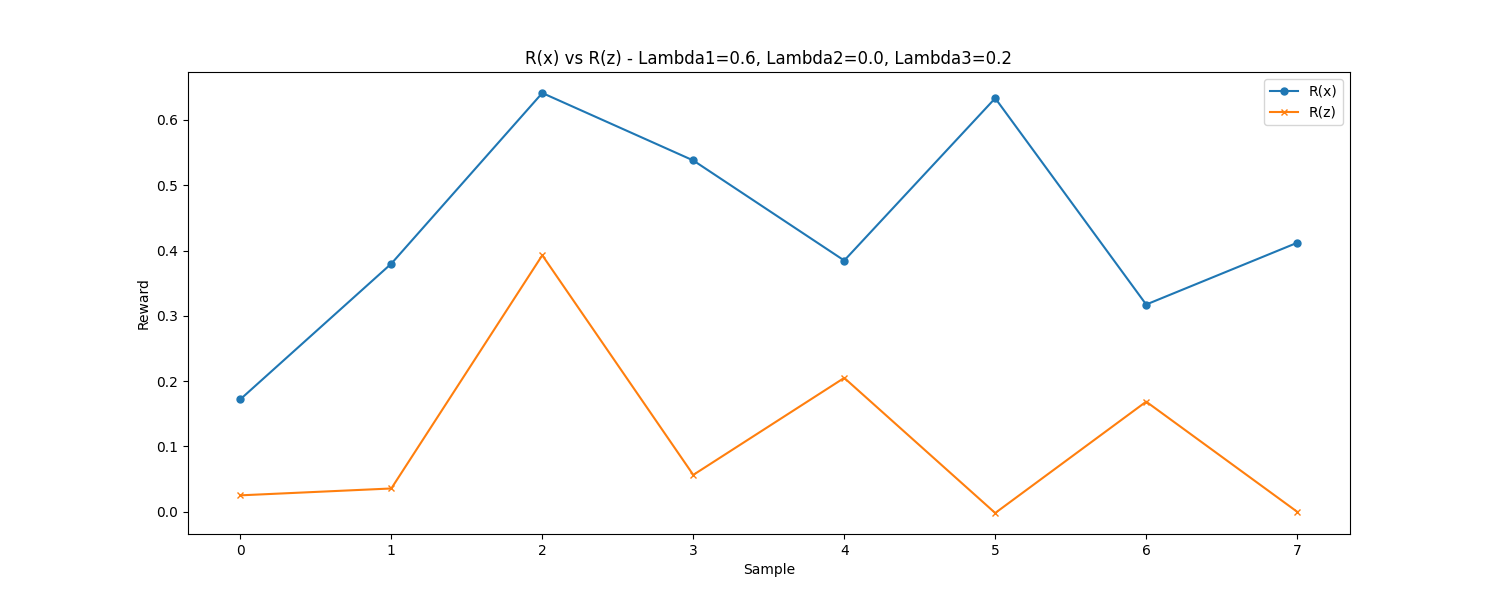 R(x) vs R(z) - Lambda1=0.6, Lambda2=0.0, Lambda3=0.2
R(x)
R(z)
0.6
0.5
0.4
0.3
0.2
0.1
0.0
Reward
0 1 2 3 4 5 6 7
Sample